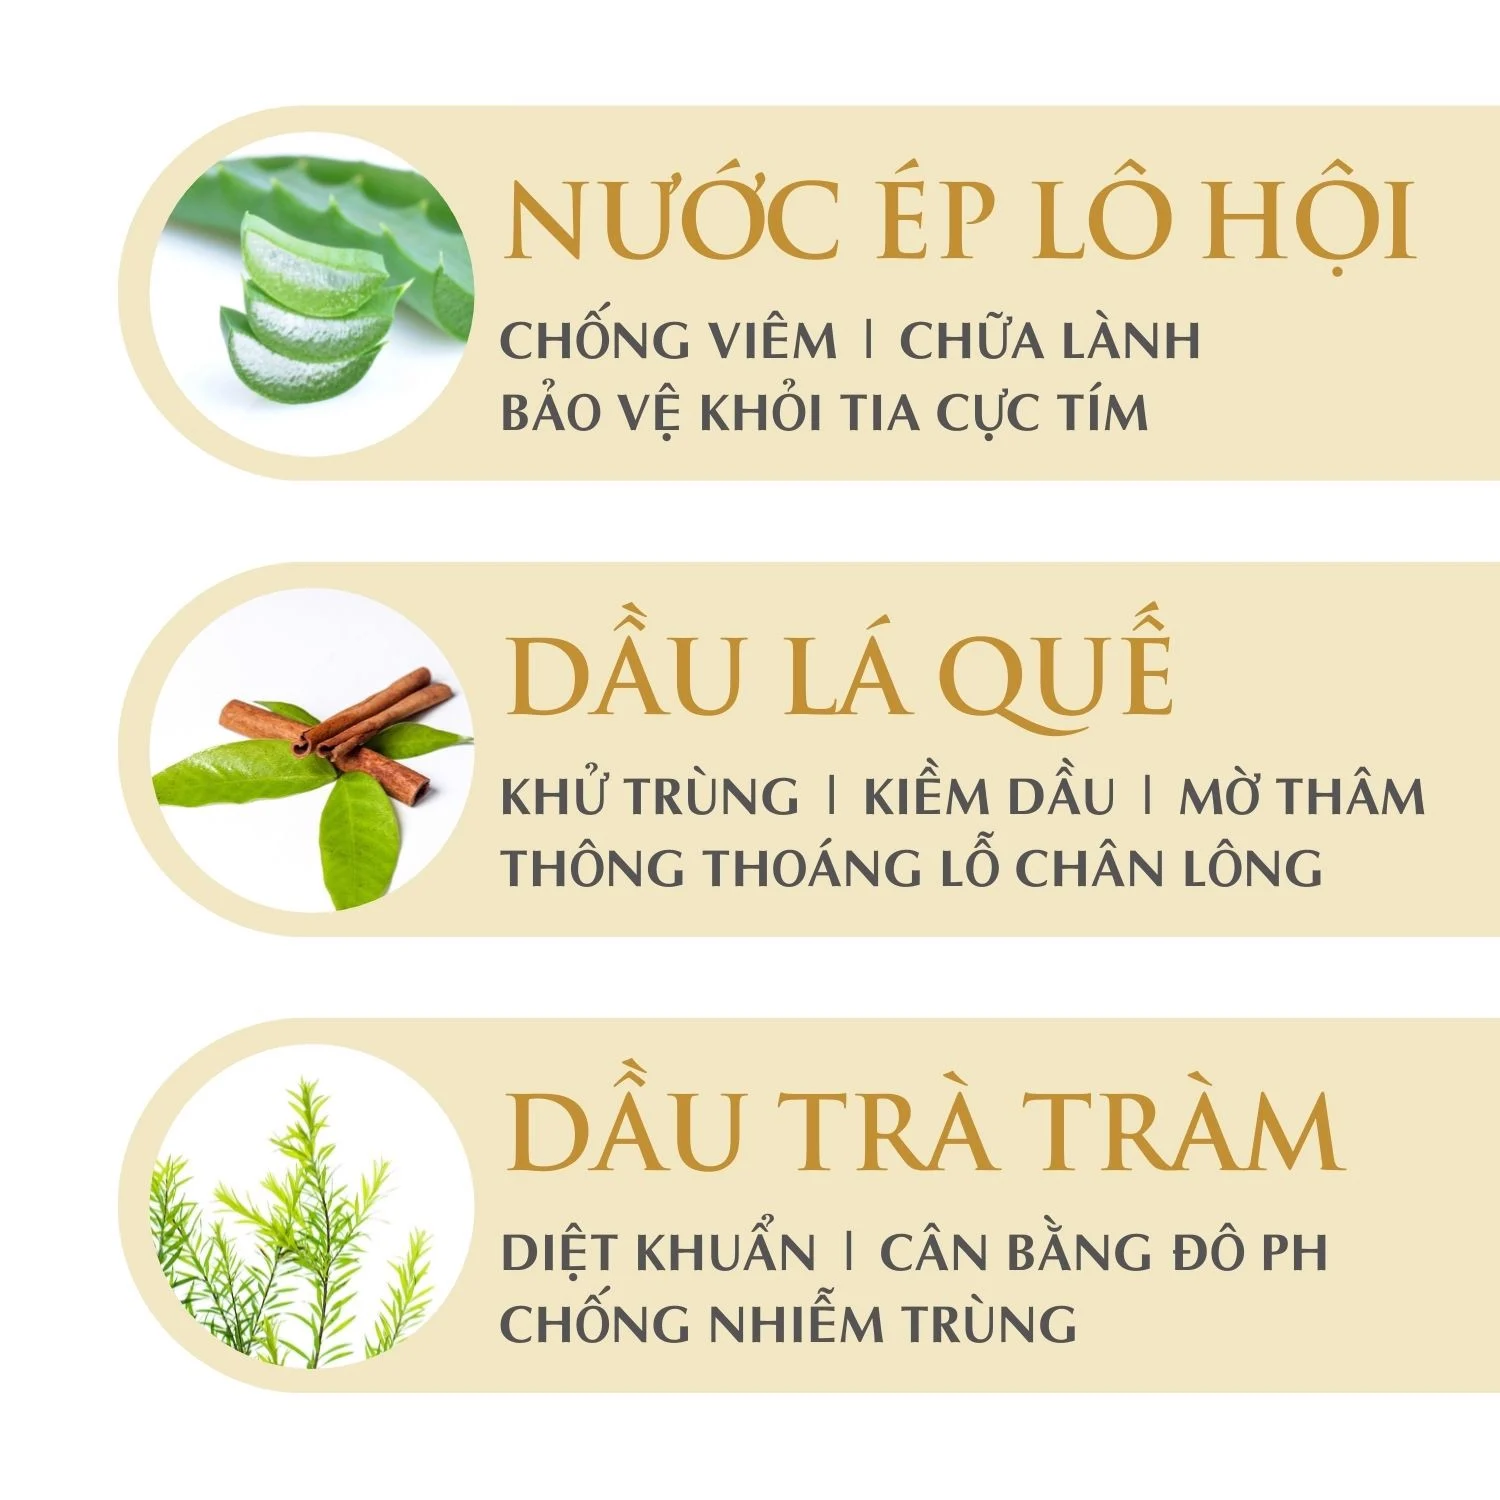 NƯỚC ÉP LÔ HỘI
CHỐNG VIÊM | CHỮA LÀNH
BẢO VỆ KHỎI TIA CỰC TÍM
DẦU LÁ QUẾ
KHỬ TRÙNG | KIỀM DẦU | MỜ THÂM
THÔNG THOÁNG LỖ CHÂN LÔNG
DẦU TRÀ TRÀM
DIỆT KHUẨN | CÂN BẰNG ĐÔ PH
CHỐNG NHIỄM TRÙNG